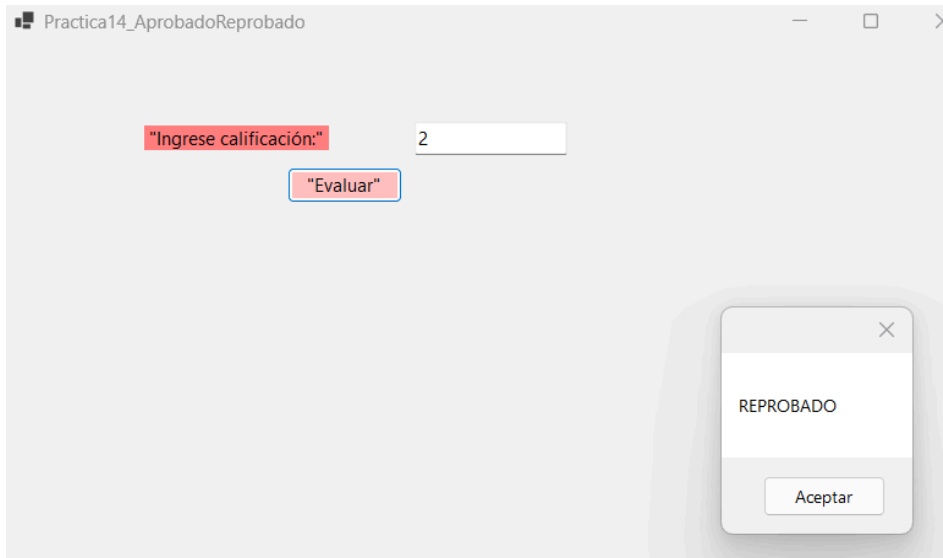 Practica14_AprobadoReprobado
"Ingrese calificación:" 2
"Evaluar"
REPROBADO
Aceptar